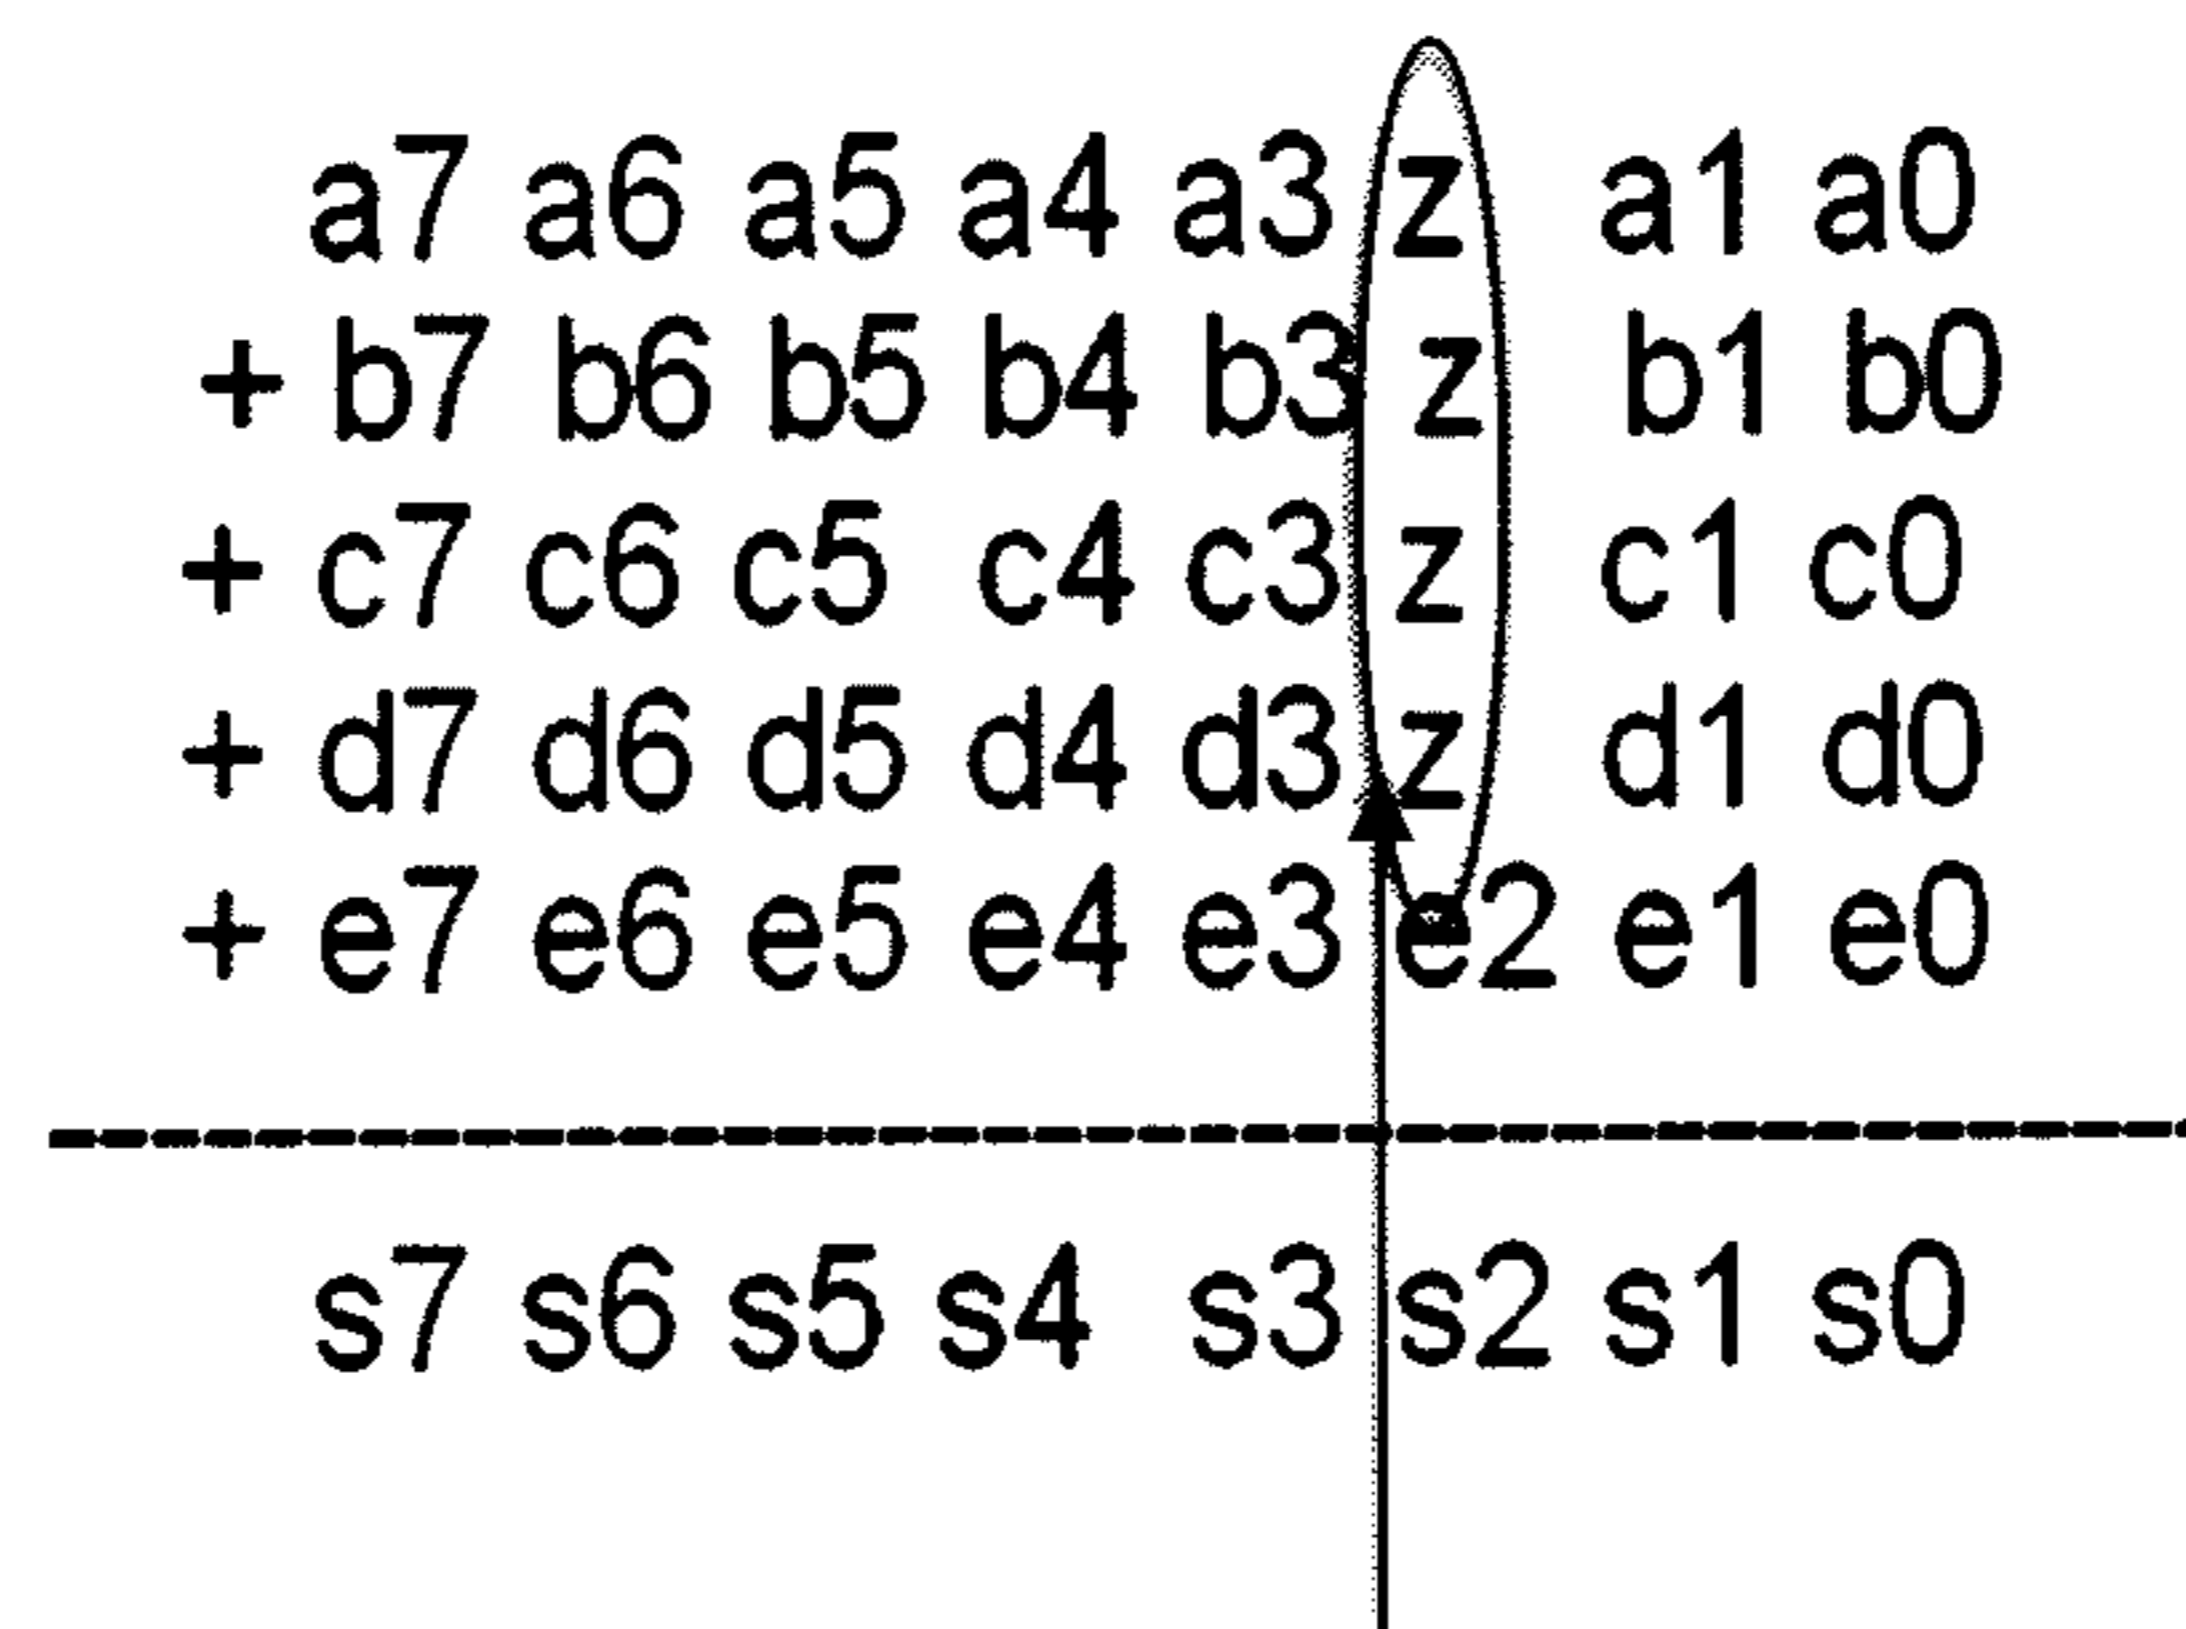 a7 a6 a5 a4 a3 z a1 a0
+ b7 b6 b5 b4 b3 z b1 b0
+ c7 c6 c5 c4 c3 z c1 c0
+ d7 d6 d5 d4 d3 z d1 d0
+ e7 e6 e5 e4 e3 e2 e1 e0
s7 s6 s5 s4 s3 s2 s1 s0